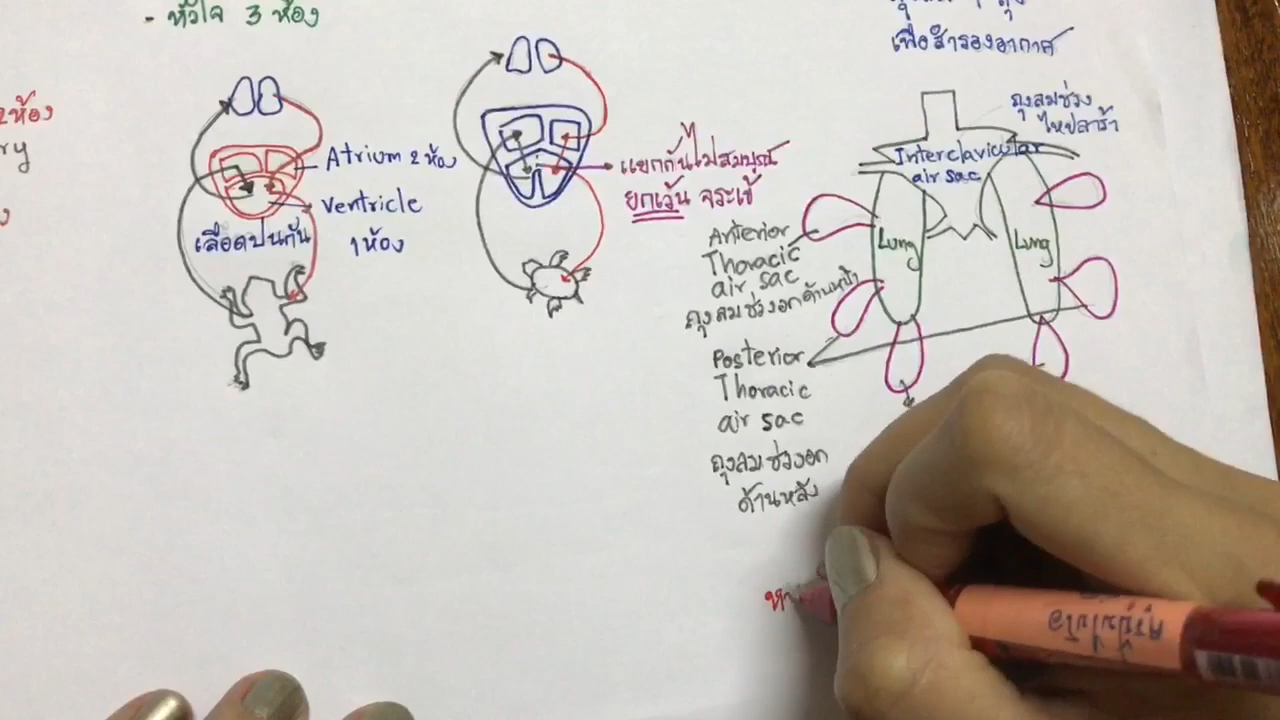 - หัวใจ 3 ห้อง
2ห้อง
ry
Atrium 2 ห้อง
Ventricle
1ห้อง
เลือดปนกัน
แยกกันไม่สมบูรณ์
ยกเว้น จระเข้
เพื่อสำรองอากาศ
ถุงลมช่วง
ไหปลาร้า
Interclavicular
air sac
Lung
Lung
Anterior
Thoracic
air sac
ถุงลมช่วงอกด้านหน้า
Posterior
Thoracic
air sac
ถุงลมช่วงอก
ด้านหลัง